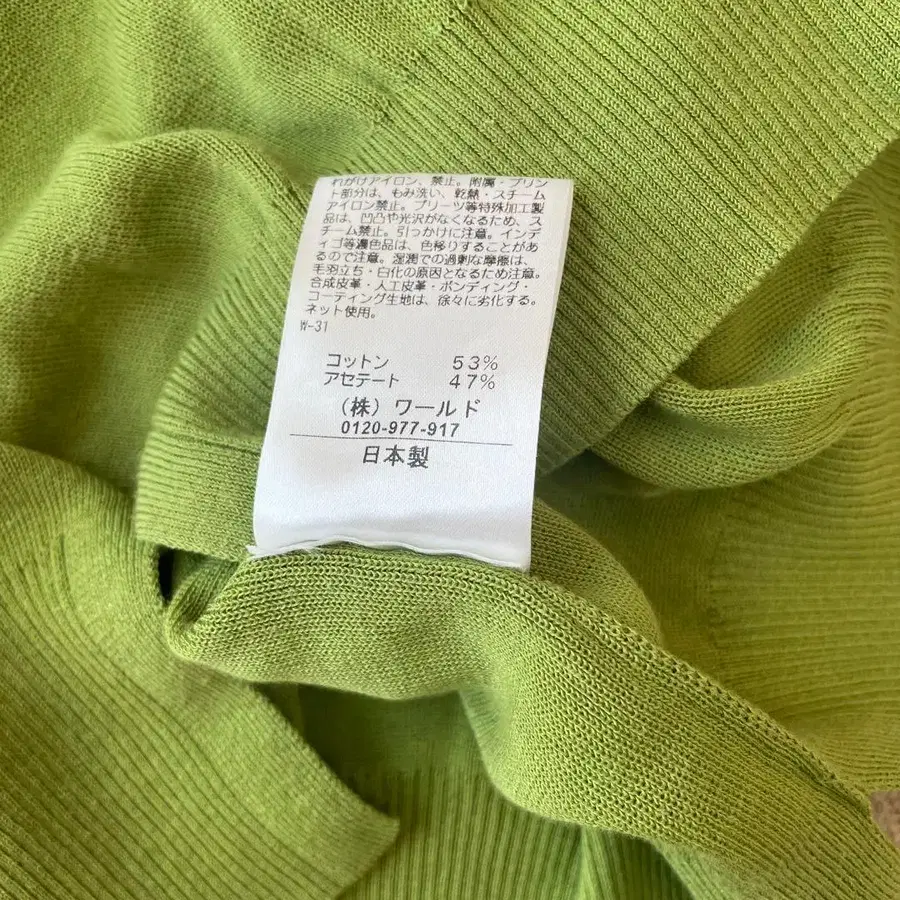 れがけアイロン、禁止。附属・プリン
ト部分は、もみ洗い、乾熱・スチーム
アイロン禁止。プリーツ等特殊加工製
品は、凹凸や光沢がなくなるため、ス
チーム禁止。引っかけに注意。インデ
ィゴ等濃色品は、色移りすることがあ
るので注意。湿潤での過剰な摩擦は、
毛羽立ち・白化の原因となるため注意。
合成皮革・人工皮革・ボンディング・
コーティング生地は、徐々に劣化する。
ネット使用。
W-31
コットン 53%
アセテート 47%
(株)ワールド
0120-977-917
日本製